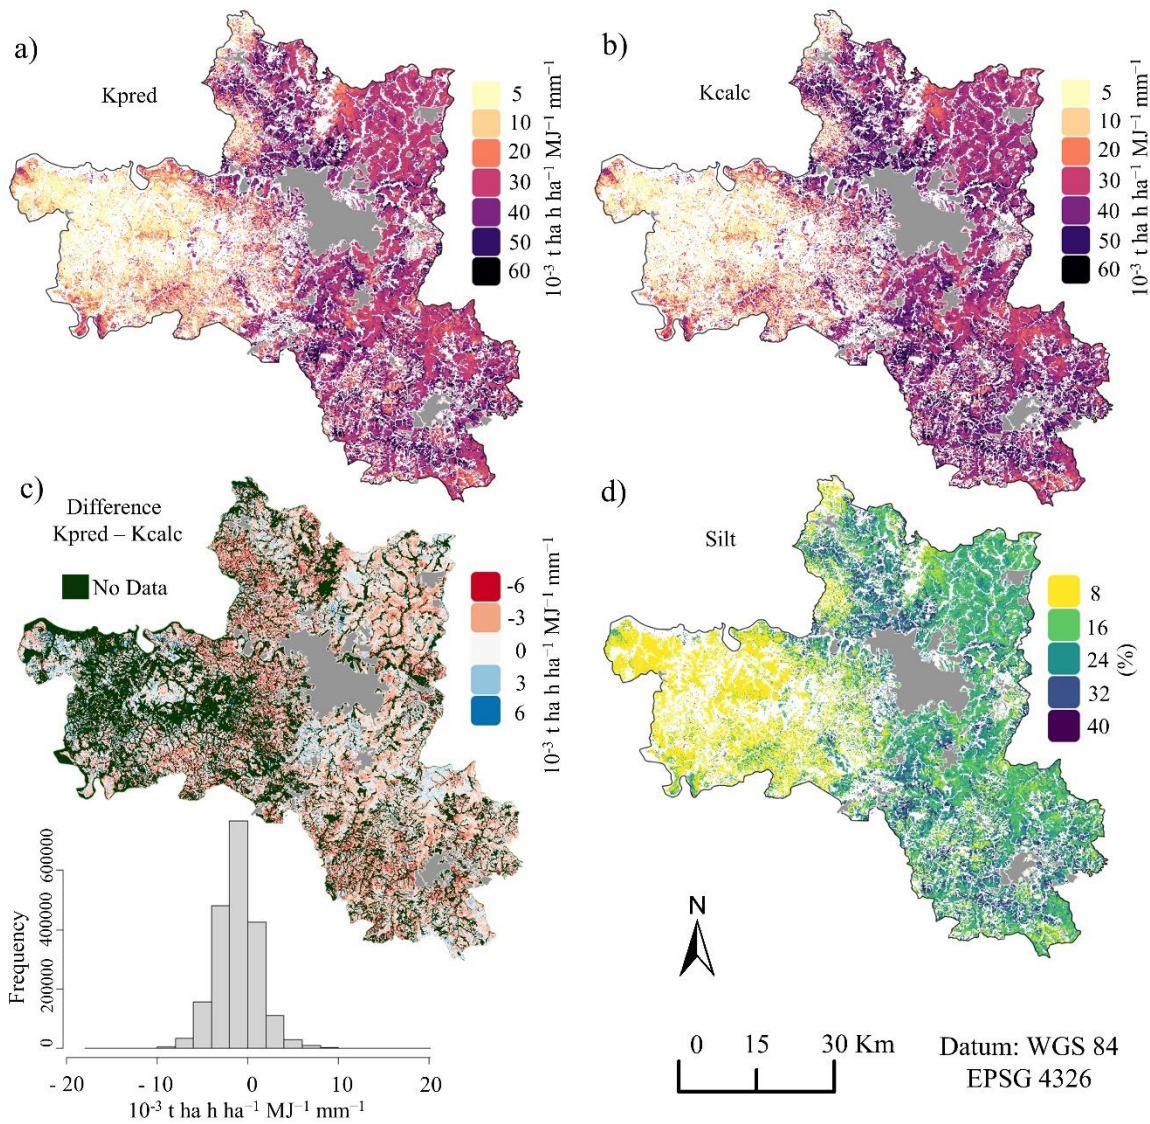 a)
Kpred
5
10
20
30
40
50
60
10⁻³ t ha h ha⁻¹ MJ⁻¹ mm⁻¹
b)
Kcalc
5
10
20
30
40
50
60
10⁻³ t ha h ha⁻¹ MJ⁻¹ mm⁻¹
c)
Difference
Kpred – Kcalc
No Data
-6
-3
0
3
6
10⁻³ t ha h ha⁻¹ MJ⁻¹ mm⁻¹
Frequency
600000
400000
200000
0
- 20 - 10 0 10 20
10⁻³ t ha h ha⁻¹ MJ⁻¹ mm⁻¹
d)
Silt
8
16
24
32
40
(%)
N
0 15 30 Km
Datum: WGS 84
EPSG 4326